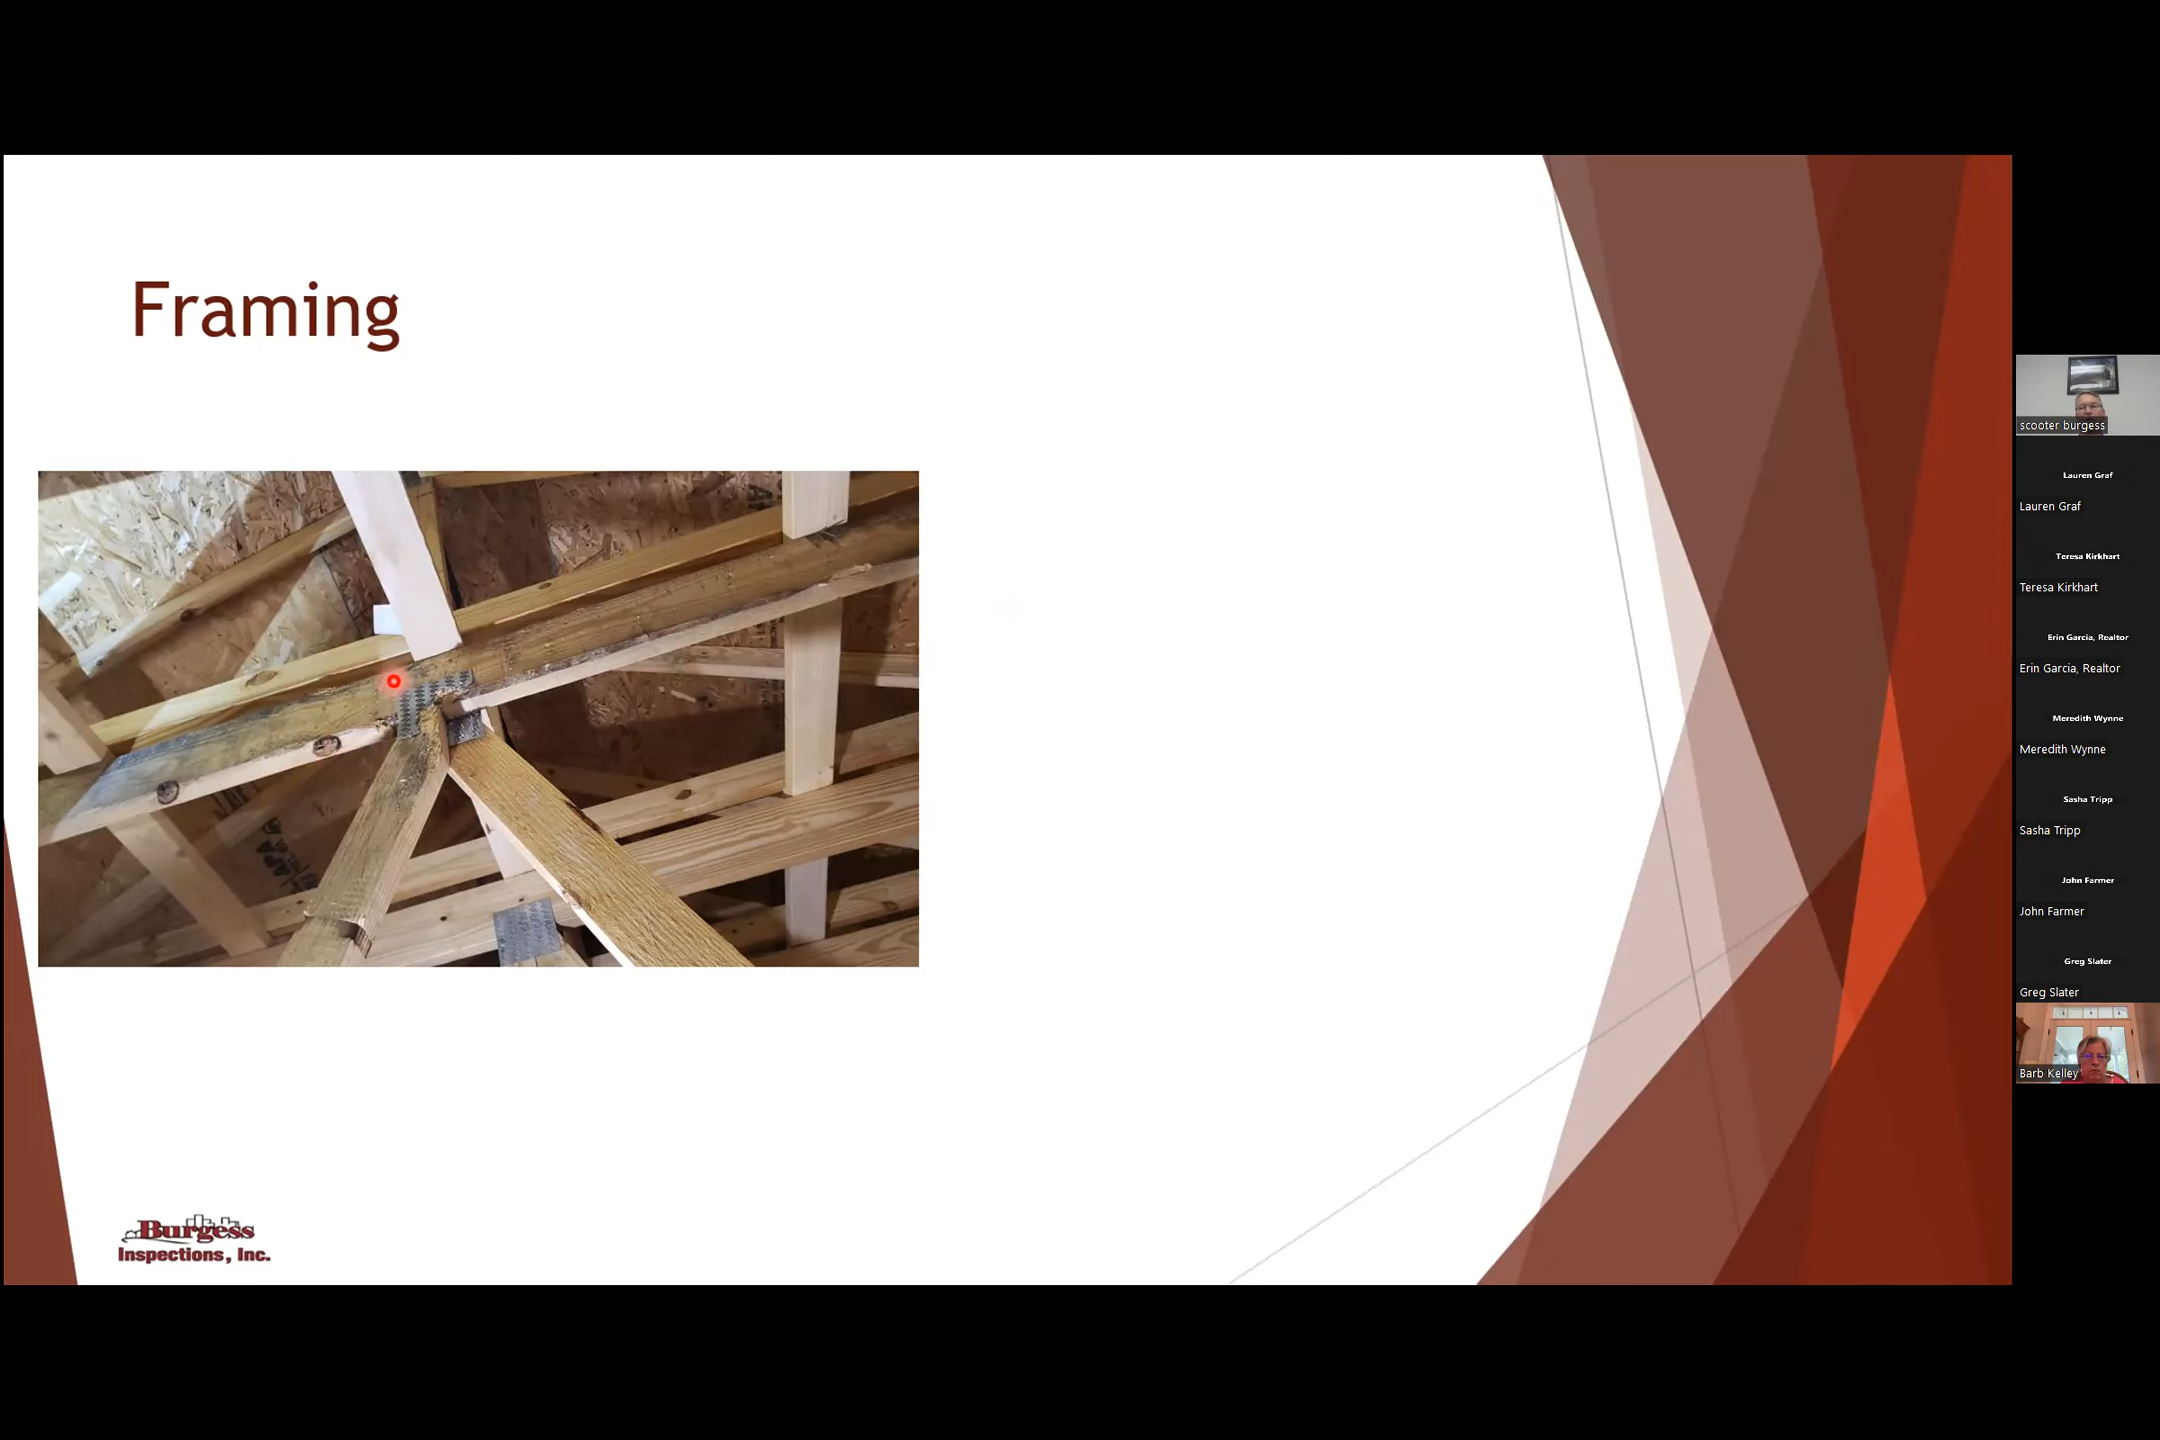 Framing
Burgess
Inspections, Inc.
scooter burgess
Lauren Graf
Lauren Graf
Teresa Kirkhart
Teresa Kirkhart
Erin Garcia, Realtor
Erin Garcia, Realtor
Meredith Wynne
Meredith Wynne
Sasha Tripp
Sasha Tripp
John Farmer
John Farmer
Greg Slater
Greg Slater
Barb Kelley